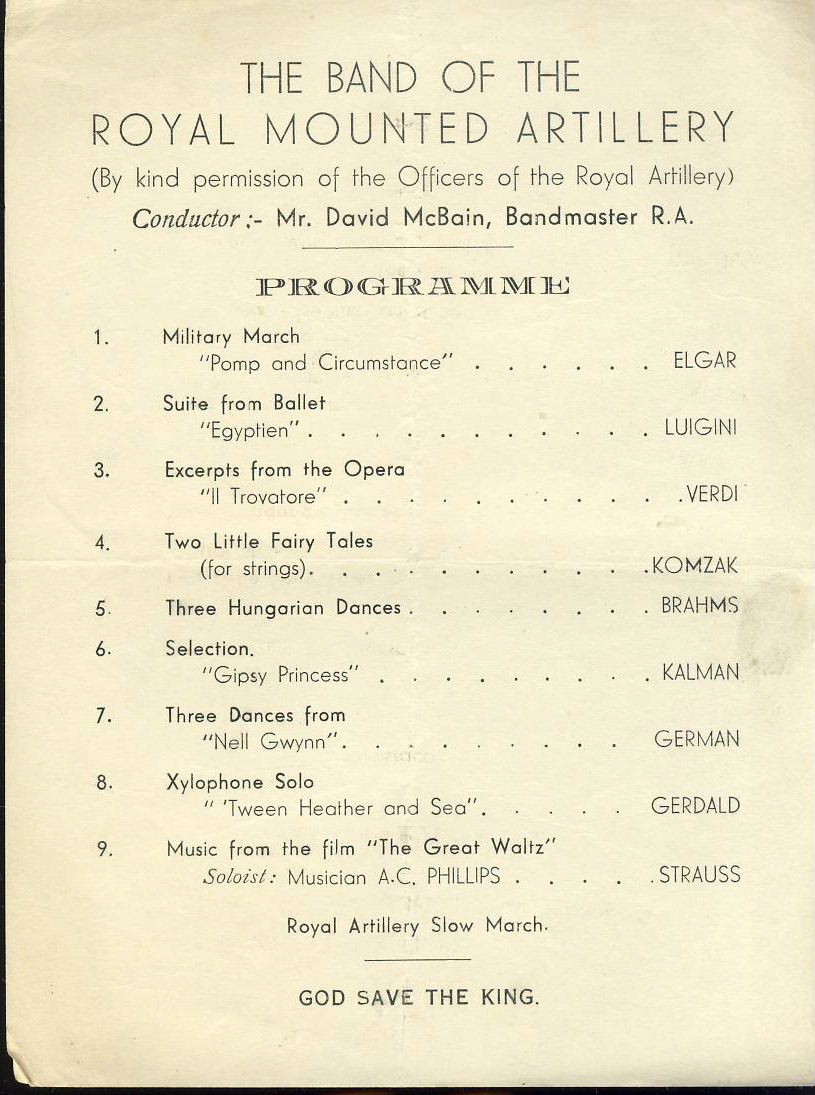 THE BAND OF THE
ROYAL MOUNTED ARTILLERY
(By kind permission of the Officers of the Royal Artillery)
Conductor:- Mr. David McBain, Bandmaster R.A.
PROGRAMME
1. Military March
"Pomp and Circumstance" . . . . . . ELGAR
2. Suite from Ballet
"Egyptien" . . . . . . . . . . . LUIGINI
3. Excerpts from the Opera
"Il Trovatore" . . . . . . . . . . . VERDI
4. Two Little Fairy Tales
(for strings). . . . . . . . . . . KOMZAK
5. Three Hungarian Dances . . . . . . . . BRAHMS
6. Selection.
"Gipsy Princess" . . . . . . . . . KALMAN
7. Three Dances from
"Nell Gwynn". . . . . . . . . GERMAN
8. Xylophone Solo
" 'Tween Heather and Sea". . . . . GERDALD
9. Music from the film "The Great Waltz"
Soloist: Musician A.C. PHILLIPS . . . . . STRAUSS
Royal Artillery Slow March.
GOD SAVE THE KING.